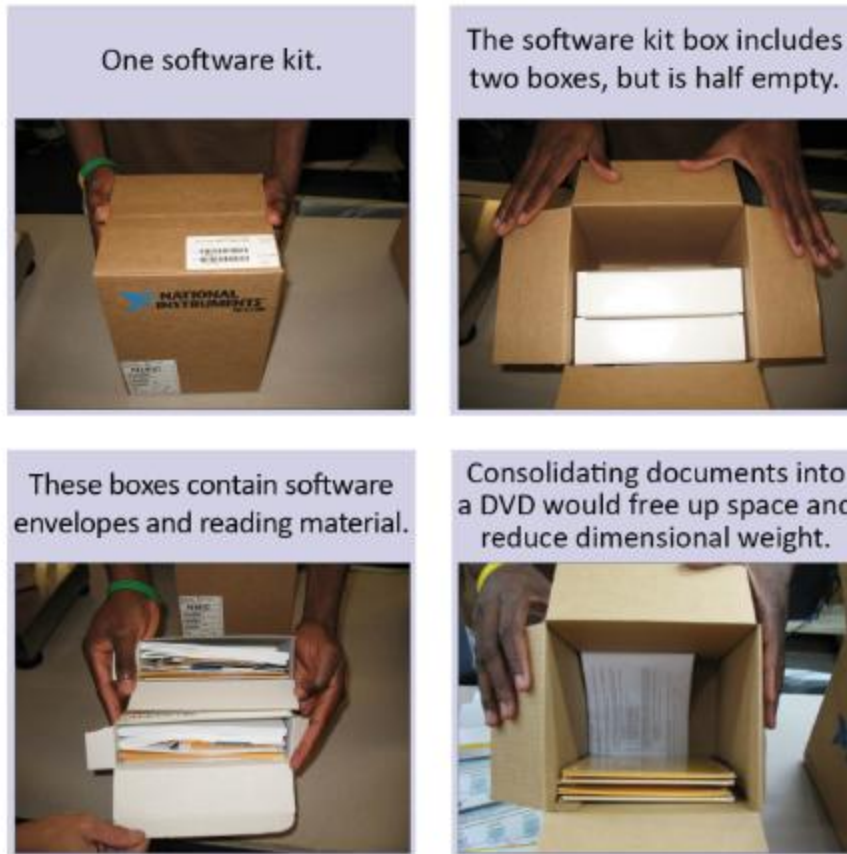 One software kit.
The software kit box includes
two boxes, but is half empty.
NATIONAL
INSTRUMENTS
These boxes contain software
envelopes and reading material.
Consolidating documents into
a DVD would free up space and
reduce dimensional weight.